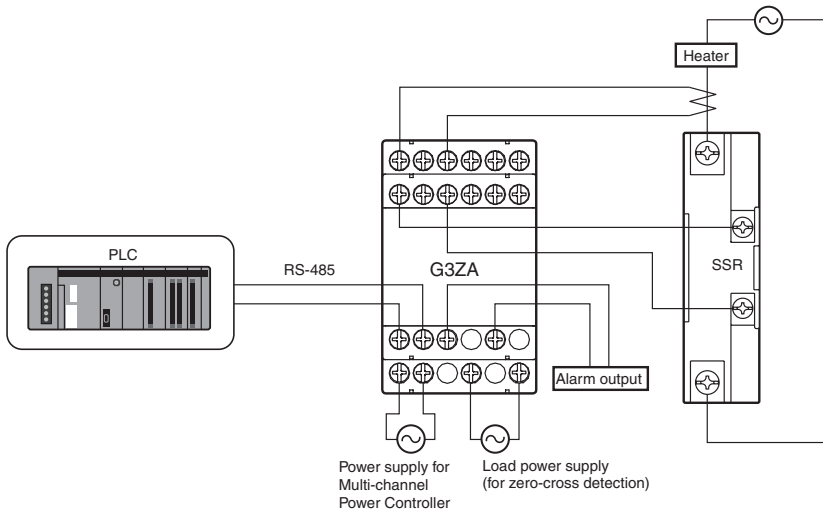 Heater
PLC
RS-485
G3ZA
SSR
Alarm output
Power supply for
Multi-channel
Power Controller
Load power supply
(for zero-cross detection)